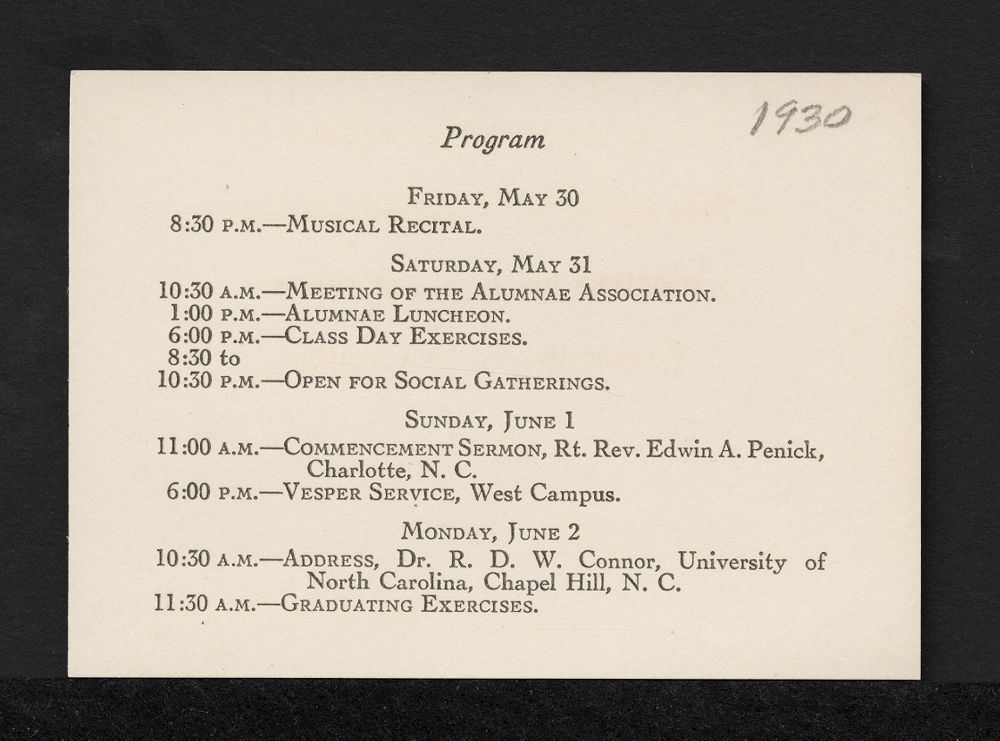 1930
Program
FRIDAY, MAY 30
8:30 P.M.—MUSICAL RECITAL.
SATURDAY, MAY 31
10:30 A.M.—MEETING OF THE ALUMNAE ASSOCIATION.
1:00 P.M.—ALUMNAE LUNCHEON.
6:00 P.M.—CLASS DAY EXERCISES.
8:30 to
10:30 P.M.—OPEN FOR SOCIAL GATHERINGS.
SUNDAY, JUNE 1
11:00 A.M.—COMMENCEMENT SERMON, Rt. Rev. Edwin A. Penick,
Charlotte, N. C.
6:00 P.M.—VESPER SERVICE, West Campus.
MONDAY, JUNE 2
10:30 A.M.—ADDRESS, Dr. R. D. W. Connor, University of
North Carolina, Chapel Hill, N. C.
11:30 A.M.—GRADUATING EXERCISES.